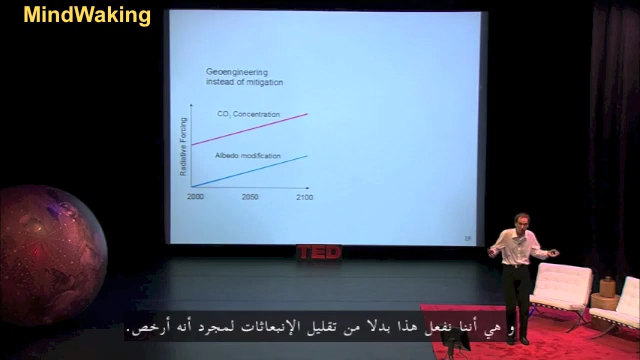 MindWaking
Geoengineering
instead of mitigation
CO2 Concentration
Albedo modification
Radiative Forcing
2000 2050 2100
TED
و هي أننا نفعل هذا بدلا من تقليل الإنبعاثات لمجرد أنه أرخص.